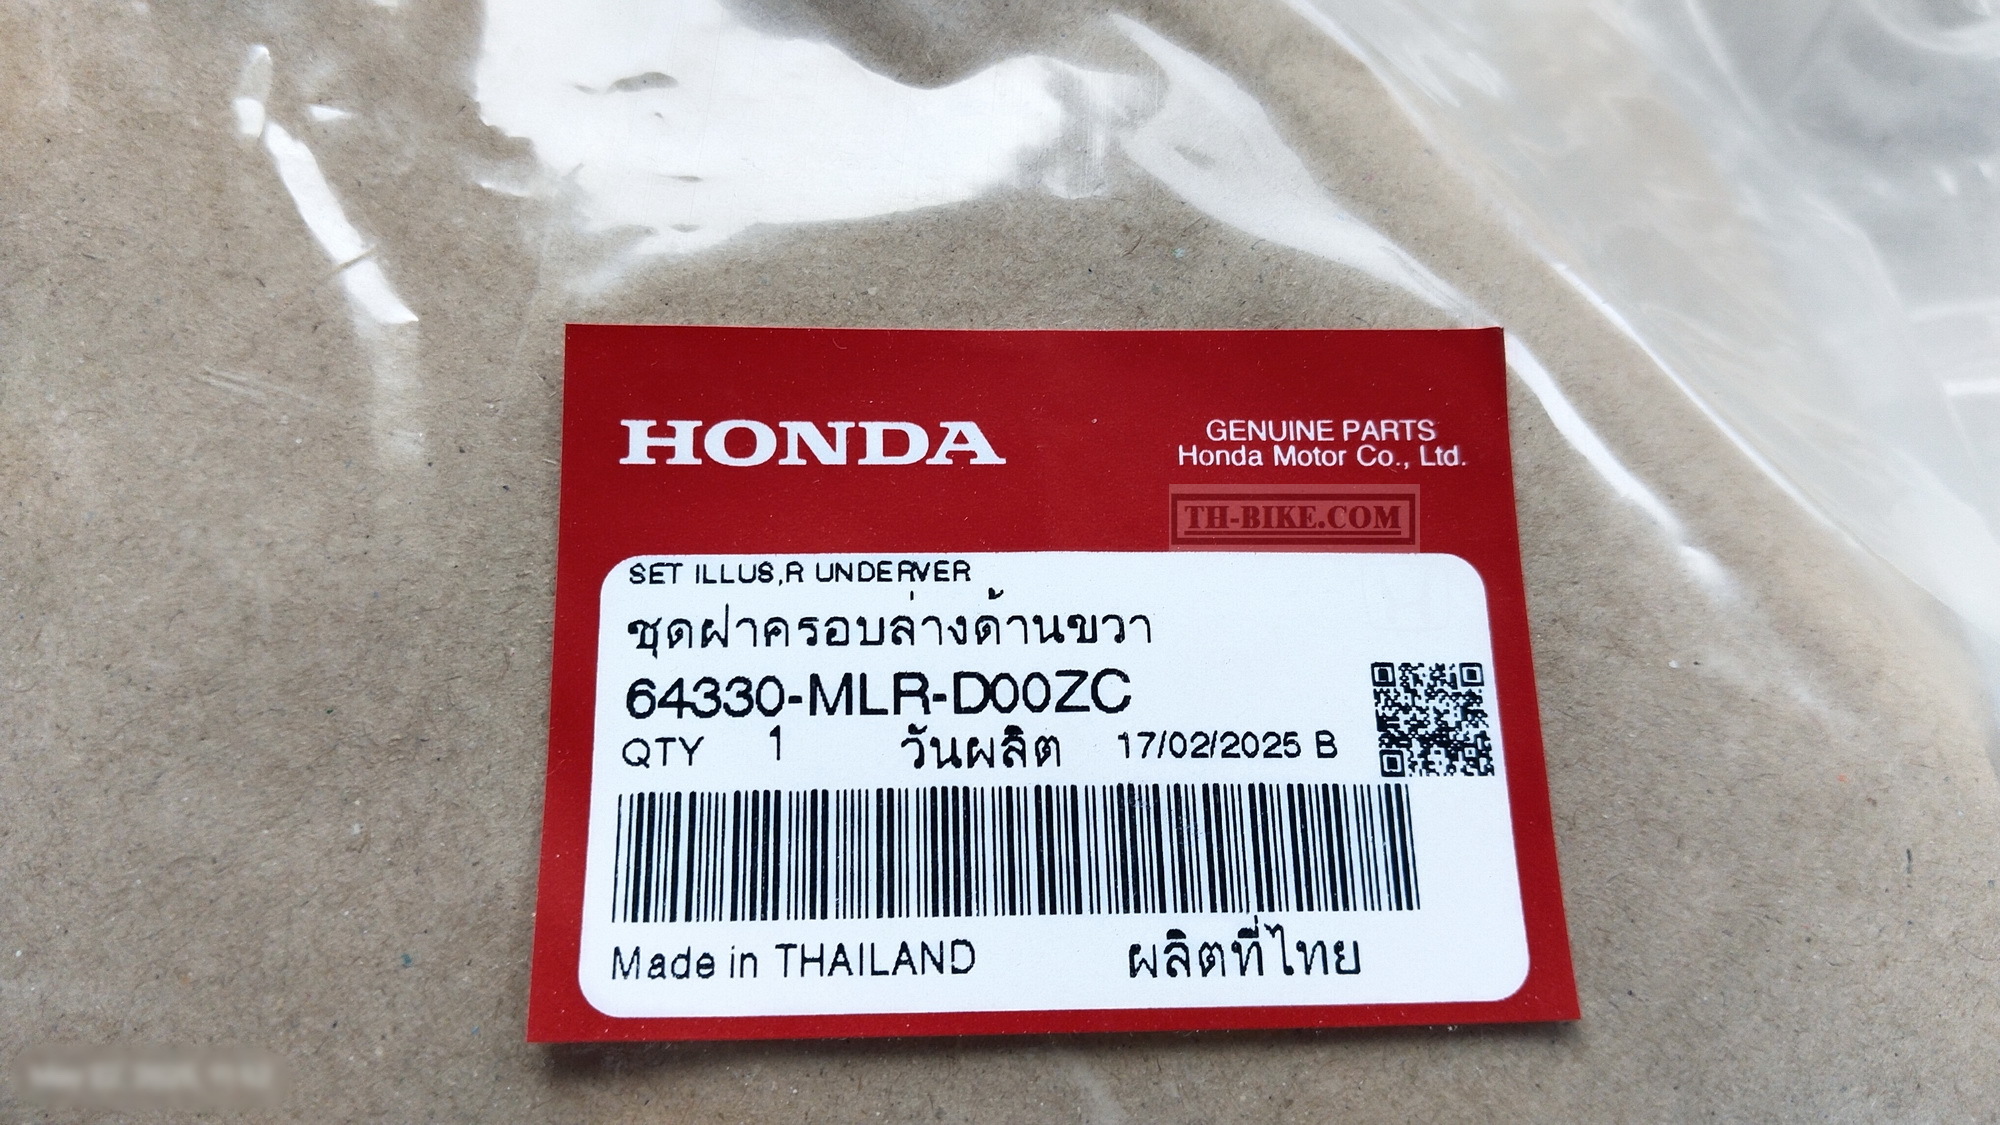 HONDA
GENUINE PARTS
Honda Motor Co., Ltd.
TH-BIKE.COM
SET ILLUS,R UNDERVER
ชุดฝาครอบล่างด้านขวา
64330-MLR-D00ZC
QTY 1 วันผลิต 17/02/2025 B
Made in THAILAND ผลิตที่ไทย